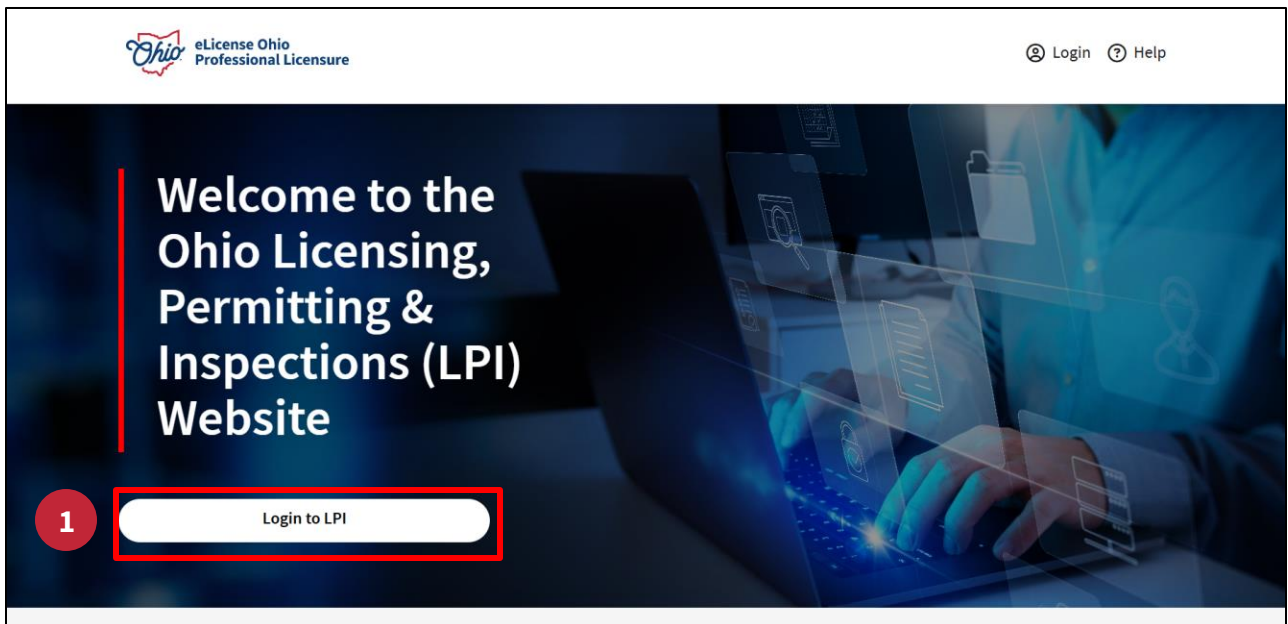 Ohio
eLicense Ohio
Professional Licensure
Login
Help
Welcome to the
Ohio Licensing,
Permitting &
Inspections (LPI)
Website
1
Login to LPI